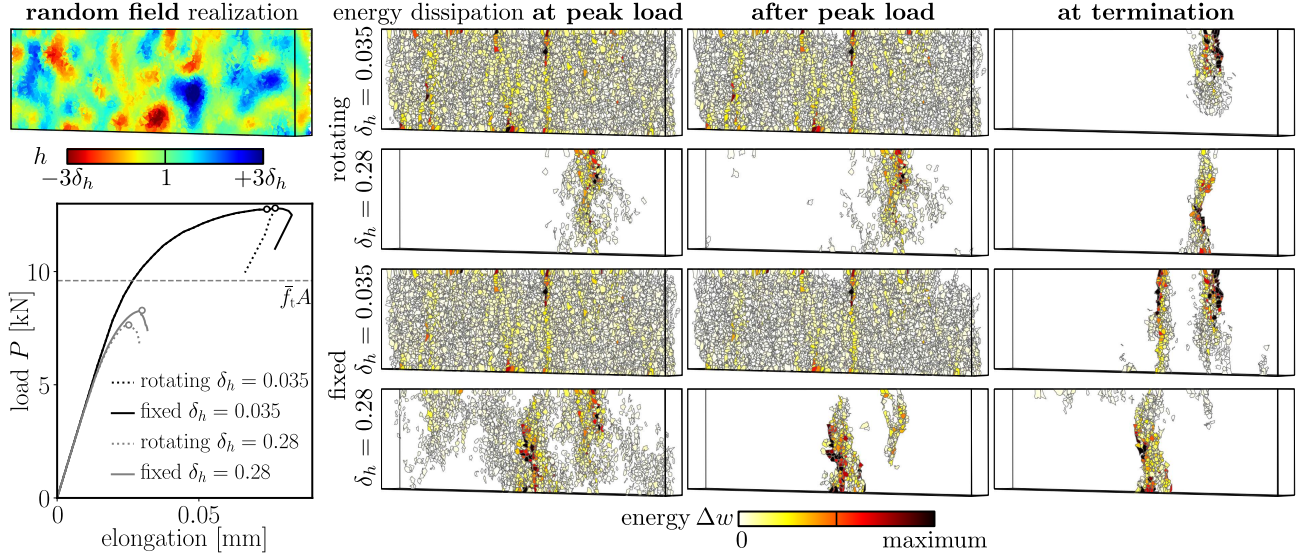 random field realization
h
−3δh 1 +3δh
10
5
0
0 0.05
load P [kN]
elongation [mm]
f̄tA
rotating δh = 0.035
fixed δh = 0.035
rotating δh = 0.28
fixed δh = 0.28
energy dissipation at peak load
after peak load
at termination
rotating
δh = 0.035
δh = 0.28
fixed
δh = 0.035
δh = 0.28
energy Δw
0 maximum